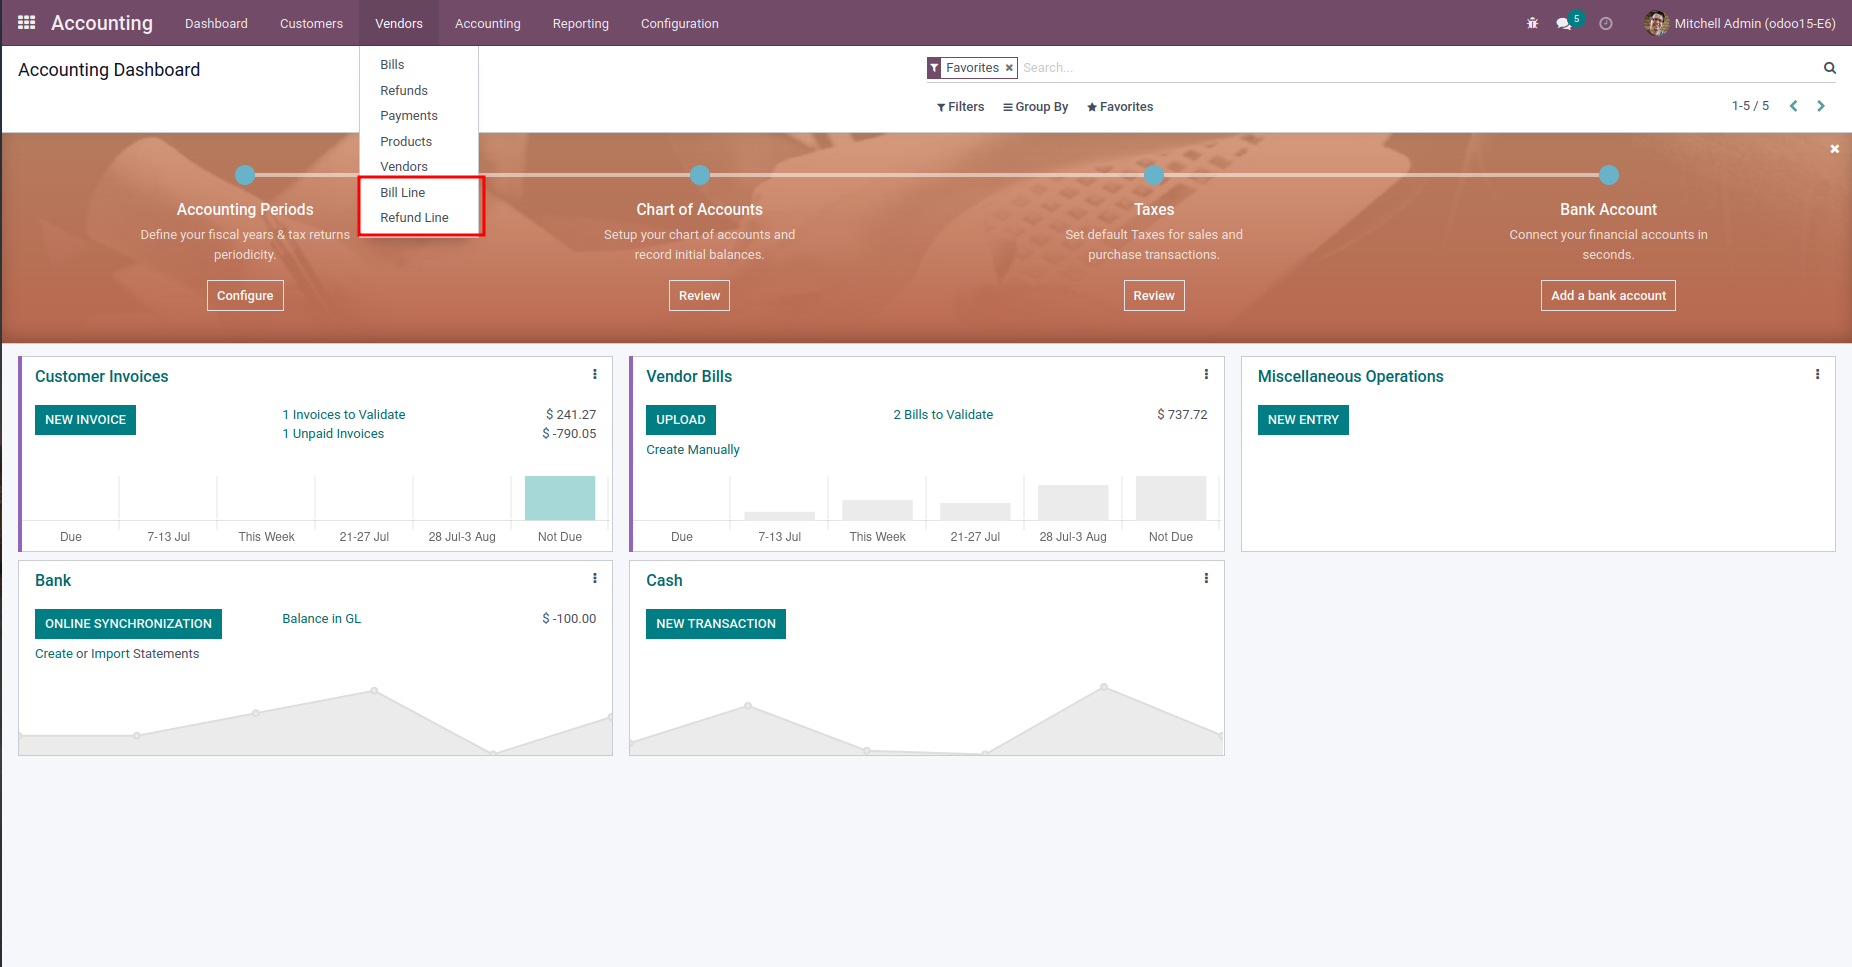 Accounting Dashboard Customers Vendors Accounting Reporting Configuration 5 Mitchell Admin (odoo15-E6)
Accounting Dashboard
Favorites × Search...
Filters Group By Favorites 1-5 / 5
Bills
Refunds
Payments
Products
Vendors
Bill Line
Refund Line
Accounting Periods
Define your fiscal years & tax returns
periodicity.
Configure
Chart of Accounts
Setup your chart of accounts and
record initial balances.
Review
Taxes
Set default Taxes for sales and
purchase transactions.
Review
Bank Account
Connect your financial accounts in
seconds.
Add a bank account
Customer Invoices
NEW INVOICE
1 Invoices to Validate $ 241.27
1 Unpaid Invoices $ -790.05
Due 7-13 Jul This Week 21-27 Jul 28 Jul-3 Aug Not Due
Vendor Bills
UPLOAD
2 Bills to Validate $ 737.72
Create Manually
Due 7-13 Jul This Week 21-27 Jul 28 Jul-3 Aug Not Due
Miscellaneous Operations
NEW ENTRY
Bank
ONLINE SYNCHRONIZATION
Balance in GL $ -100.00
Create or Import Statements
Cash
NEW TRANSACTION